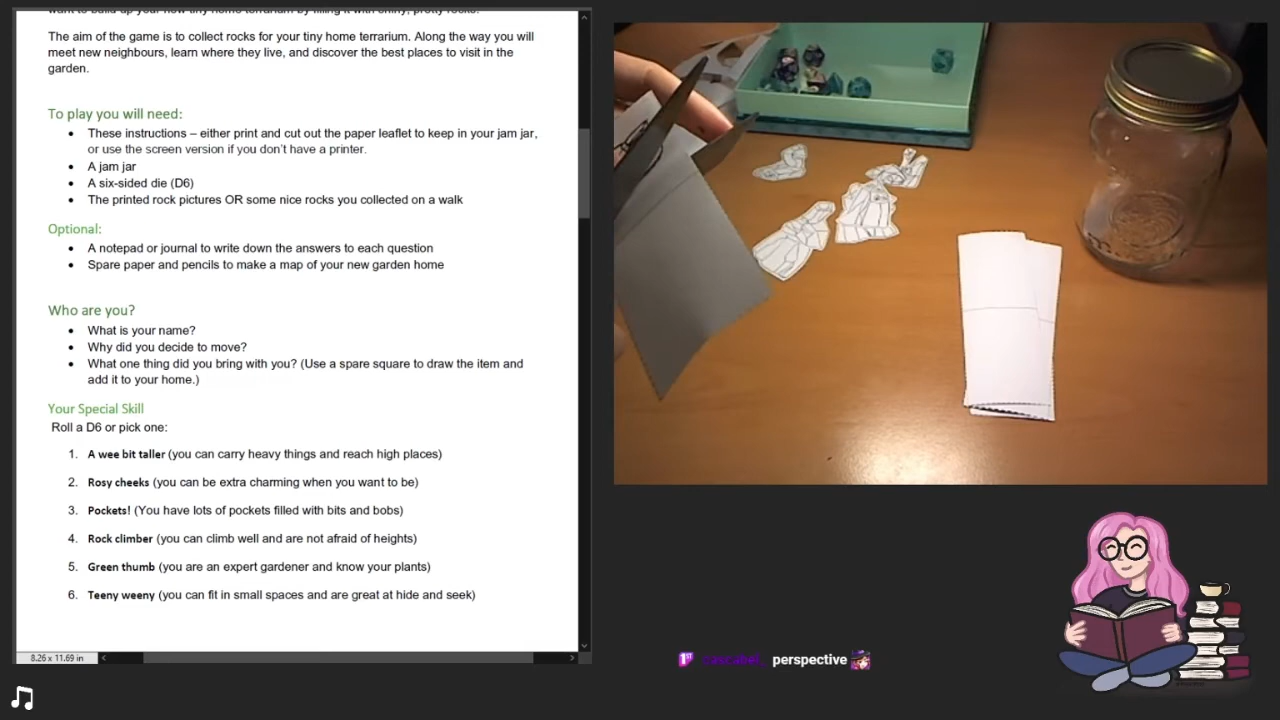 The aim of the game is to collect rocks for your tiny home terrarium. Along the way you will
meet new neighbours, learn where they live, and discover the best places to visit in the
garden.
To play you will need:
• These instructions – either print and cut out the paper leaflet to keep in your jam jar,
or use the screen version if you don't have a printer.
• A jam jar
• A six-sided die (D6)
• The printed rock pictures OR some nice rocks you collected on a walk
Optional:
• A notepad or journal to write down the answers to each question
• Spare paper and pencils to make a map of your new garden home
Who are you?
• What is your name?
• Why did you decide to move?
• What one thing did you bring with you? (Use a spare square to draw the item and
add it to your home.)
Your Special Skill
Roll a D6 or pick one:
1. A wee bit taller (you can carry heavy things and reach high places)
2. Rosy cheeks (you can be extra charming when you want to be)
3. Pockets! (You have lots of pockets filled with bits and bobs)
4. Rock climber (you can climb well and are not afraid of heights)
5. Green thumb (you are an expert gardener and know your plants)
6. Teeny weeny (you can fit in small spaces and are great at hide and seek)
8.26 x 11.69 in
1ST perspective